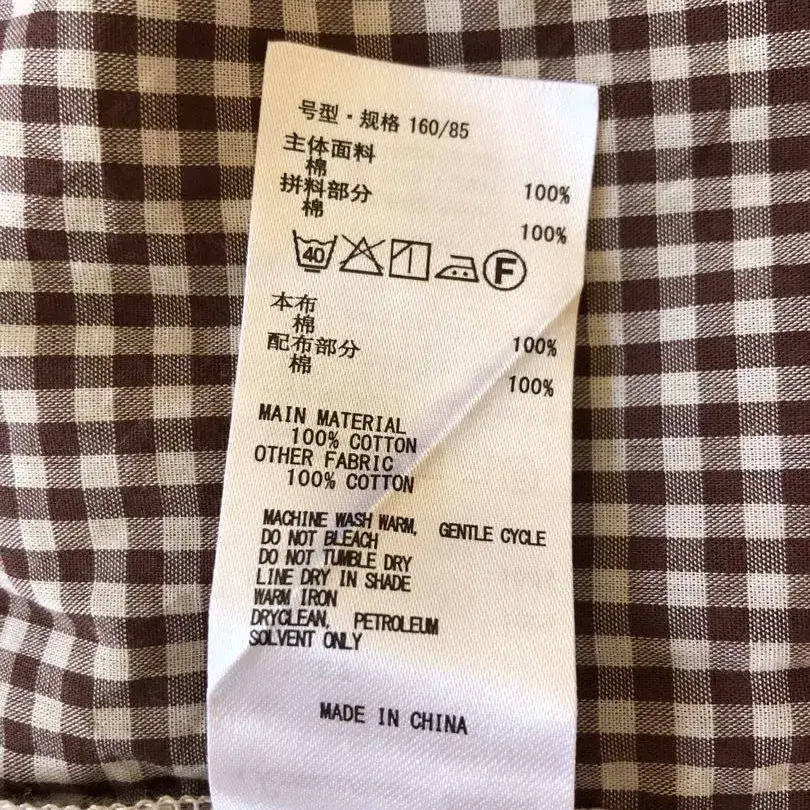 号型·规格 160/85
主体面料
棉 100%
拼料部分
棉 100%
40 F
本布
棉 100%
配布部分
棉 100%
MAIN MATERIAL
100% COTTON
OTHER FABRIC
100% COTTON
MACHINE WASH WARM, GENTLE CYCLE
DO NOT BLEACH
DO NOT TUMBLE DRY
LINE DRY IN SHADE
WARM IRON
DRYCLEAN, PETROLEUM
SOLVENT ONLY
MADE IN CHINA